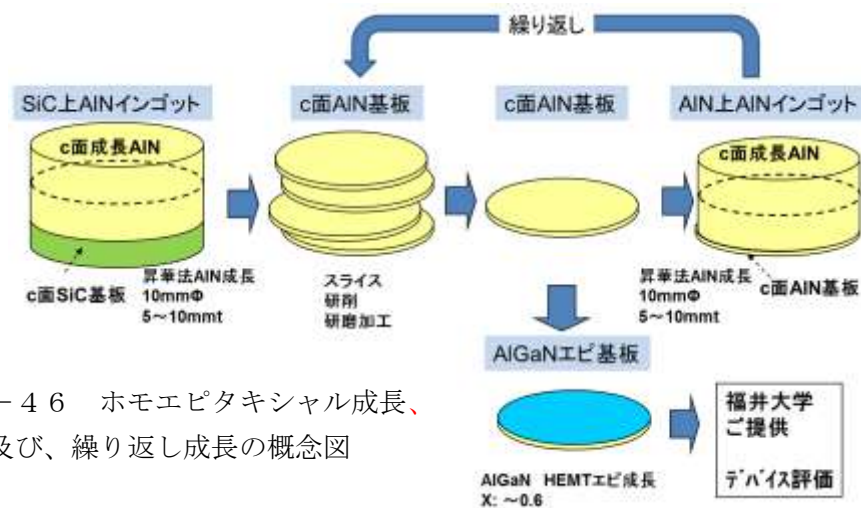 繰り返し
SiC上AlNインゴット
c面AlN基板
c面AlN基板
AlN上AlNインゴット
c面成長AlN
c面成長AlN
c面SiC基板
昇華法AlN成長
10mmΦ
5～10mmt
スライス
研削
研磨加工
昇華法AlN成長
10mmΦ
5～10mmt
c面AlN基板
AlGaNエピ基板
－４６　ホモエピタキシャル成長、
及び、繰り返し成長の概念図
AlGaN HEMTエピ成長
X: ～0.6
福井大学
ご提供
ﾃﾞﾊﾞｲｽ評価